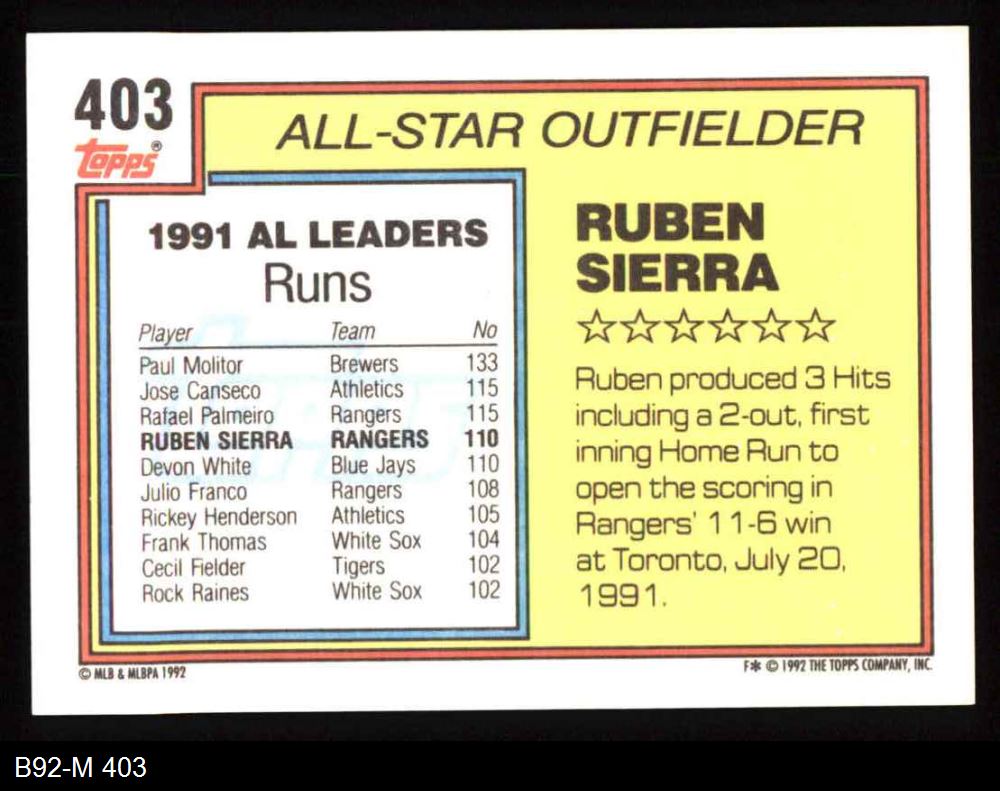 403
topps®
ALL-STAR OUTFIELDER
1991 AL LEADERS
Runs
Player Team No
Paul Molitor Brewers 133
Jose Canseco Athletics 115
Rafael Palmeiro Rangers 115
RUBEN SIERRA RANGERS 110
Devon White Blue Jays 110
Julio Franco Rangers 108
Rickey Henderson Athletics 105
Frank Thomas White Sox 104
Cecil Fielder Tigers 102
Rock Raines White Sox 102
RUBEN
SIERRA
☆☆☆☆☆☆
Ruben produced 3 Hits
including a 2-out, first
inning Home Run to
open the scoring in
Rangers' 11-6 win
at Toronto, July 20,
1991.
© MLB & MLBPA 1992
F✻ © 1992 THE TOPPS COMPANY, INC.
B92-M 403